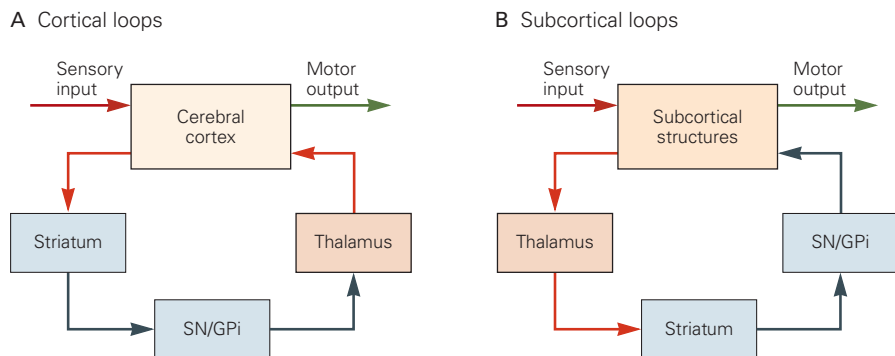 A Cortical loops
Sensory
input
Motor
output
Cerebral
cortex
Striatum
Thalamus
SN/GPi
B Subcortical loops
Sensory
input
Motor
output
Subcortical
structures
Thalamus
SN/GPi
Striatum